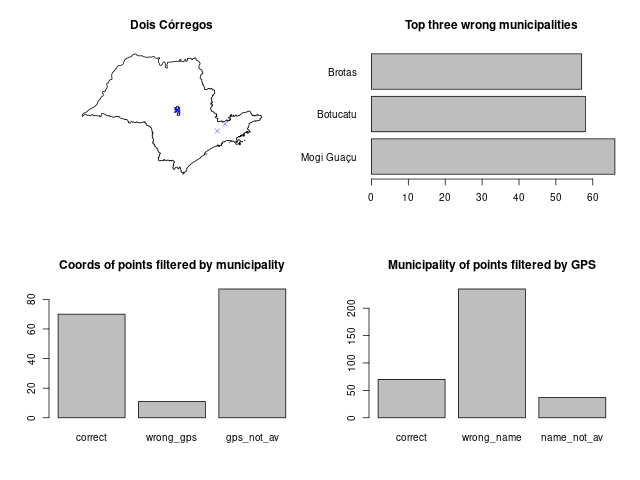 Dois Córregos
Top three wrong municipalities
Brotas
Botucatu
Mogi Guaçu
0 10 20 30 40 50 60
Coords of points filtered by municipality
80
60
40
20
0
correct wrong_gps gps_not_av
Municipality of points filtered by GPS
200
150
100
50
0
correct wrong_name name_not_av